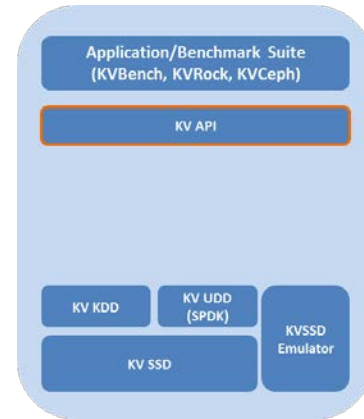 Application/Benchmark Suite
(KVBench, KVRock, KVCeph)
KV API
KV KDD
KV UDD
(SPDK)
KVSSD
Emulator
KV SSD